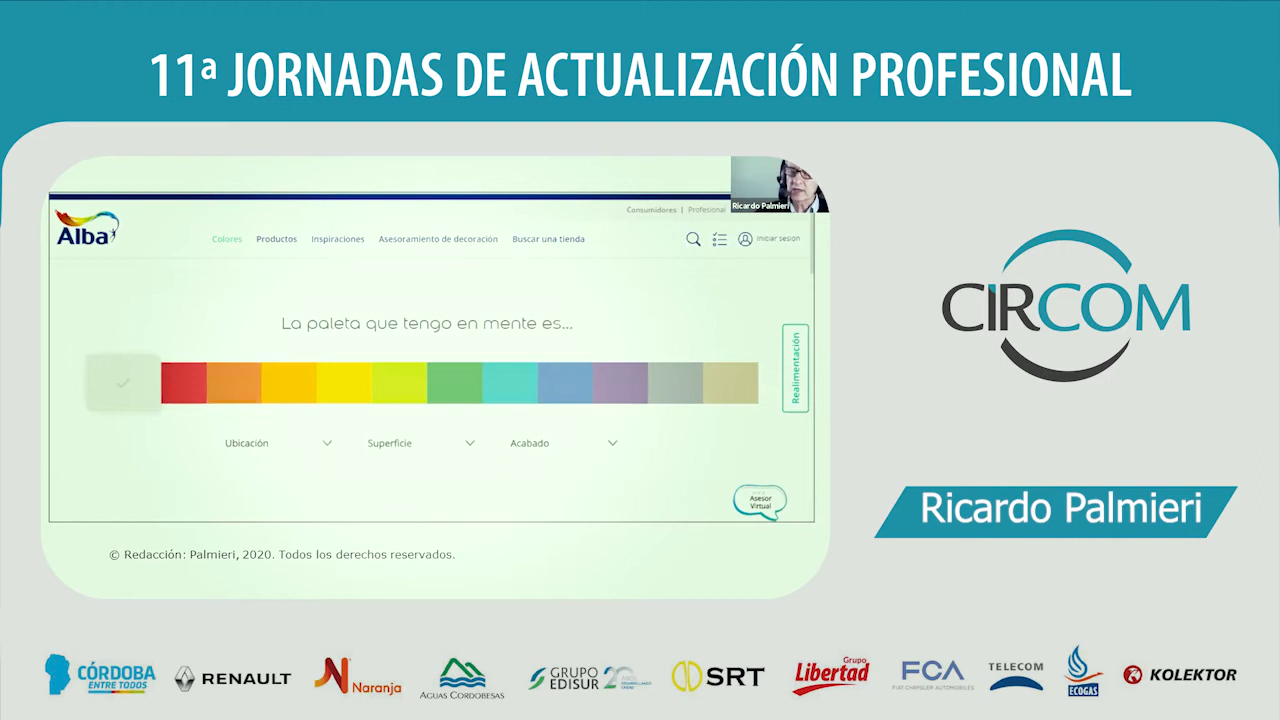 11ª JORNADAS DE ACTUALIZACIÓN PROFESIONAL
Ricardo Palmieri
Consumidores | Profesional
Alba
Colores Productos Inspiraciones Asesoramiento de decoración Buscar una tienda Iniciar sesión
La paleta que tengo en mente es...
Realimentación
Ubicación Superficie Acabado
Asesor
Virtual
© Redacción: Palmieri, 2020. Todos los derechos reservados.
CIRCOM
Ricardo Palmieri
CÓRDOBA
ENTRE TODOS
RENAULT
Naranja
AGUAS CORDOBESAS
GRUPO
EDISUR
SRT
Grupo
Libertad
FCA
FIAT CHRYSLER AUTOMOBILES
TELECOM
ECOGAS
KOLEKTOR